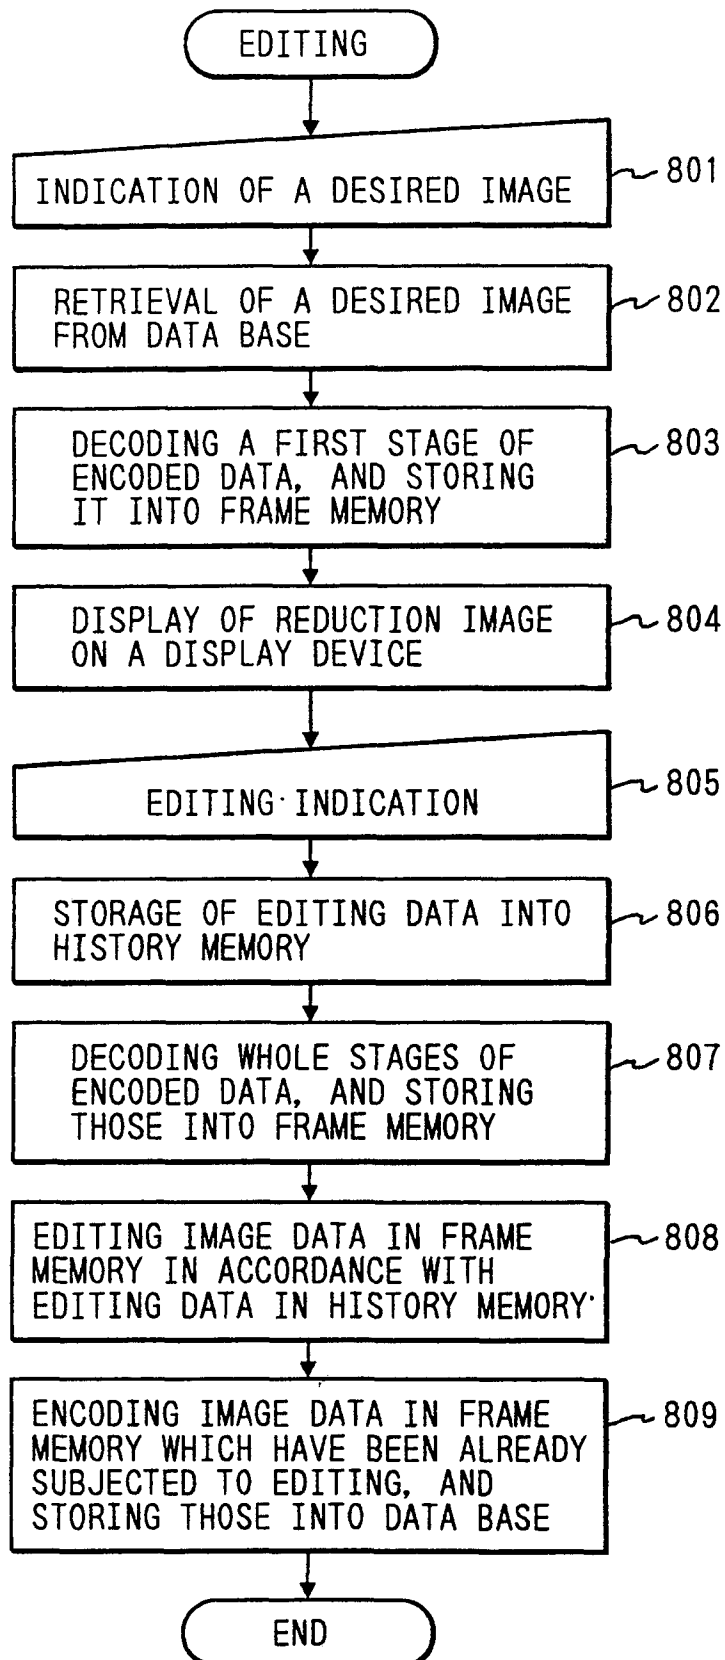 EDITING
INDICATION OF A DESIRED IMAGE
801
RETRIEVAL OF A DESIRED IMAGE
FROM DATA BASE
802
DECODING A FIRST STAGE OF
ENCODED DATA, AND STORING
IT INTO FRAME MEMORY
803
DISPLAY OF REDUCTION IMAGE
ON A DISPLAY DEVICE
804
EDITING INDICATION
805
STORAGE OF EDITING DATA INTO
HISTORY MEMORY
806
DECODING WHOLE STAGES OF
ENCODED DATA, AND STORING
THOSE INTO FRAME MEMORY
807
EDITING IMAGE DATA IN FRAME
MEMORY IN ACCORDANCE WITH
EDITING DATA IN HISTORY MEMORY
808
ENCODING IMAGE DATA IN FRAME
MEMORY WHICH HAVE BEEN ALREADY
SUBJECTED TO EDITING, AND
STORING THOSE INTO DATA BASE
809
END